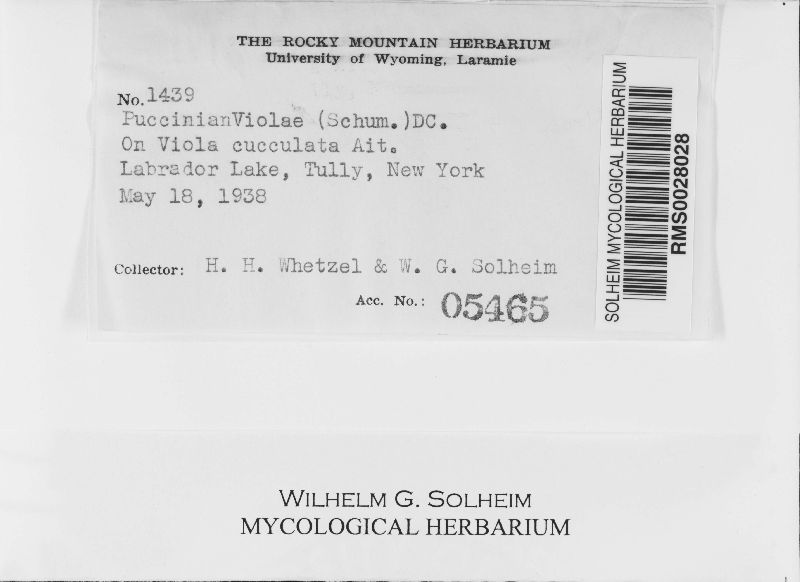 THE ROCKY MOUNTAIN HERBARIUM
University of Wyoming, Laramie
No. 1439
PuccinianViolae (Schum.)DC.
On Viola cucculata Ait.
Labrador Lake, Tully, New York
May 18, 1938
Collector: H. H. Whetzel & W. G. Solheim
Acc. No.: 05465
SOLHEIM MYCOLOGICAL HERBARIUM
RMS0028028
WILHELM G. SOLHEIM
MYCOLOGICAL HERBARIUM